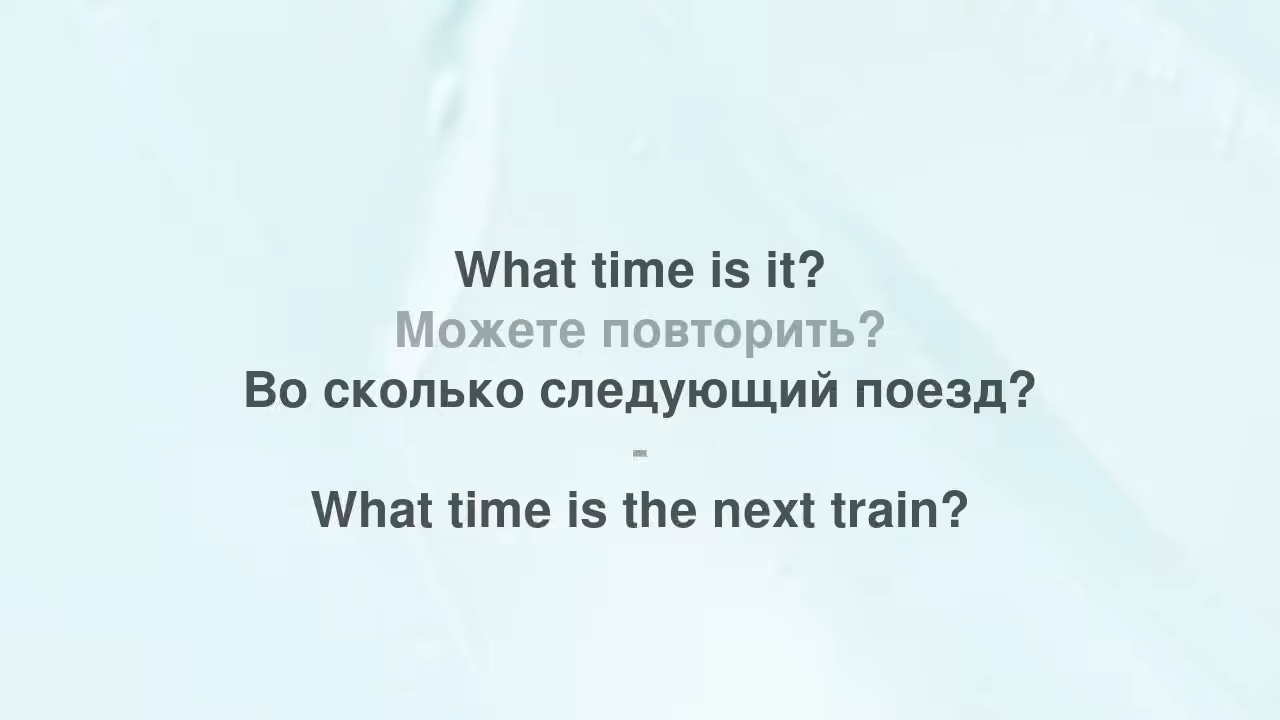 What time is it?
Можете повторить?
Во сколько следующий поезд?
-
What time is the next train?